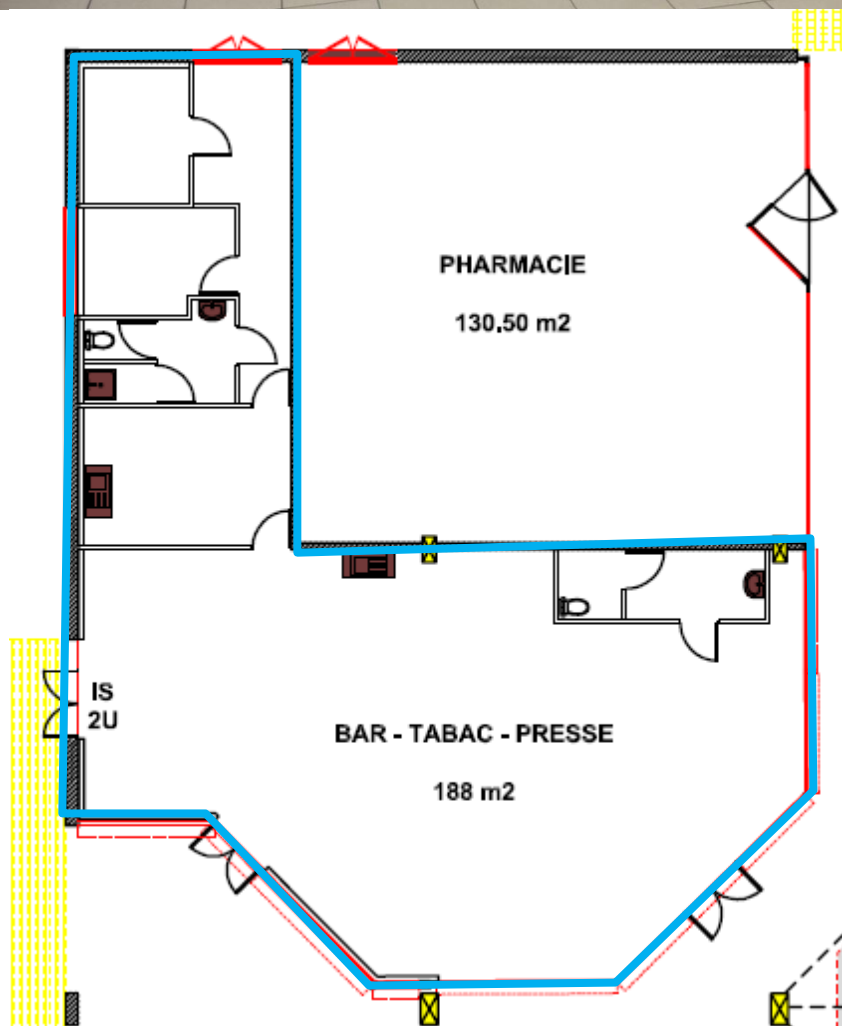 PHARMACIE
130,50 m2
IS
2U
BAR - TABAC - PRESSE
188 m2